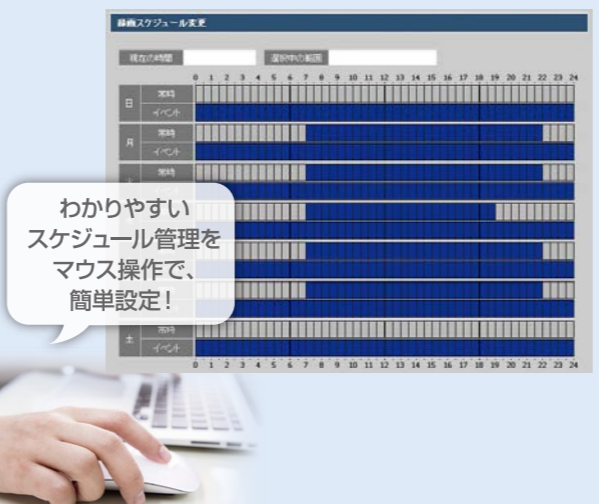 録画スケジュール変更
現在の時間 選択中の範囲
0 1 2 3 4 5 6 7 8 9 10 11 12 13 14 15 16 17 18 19 20 21 22 23 24
日 常時
イベント
月 常時
イベント
常時
わかりやすい
スケジュール管理を
マウス操作で、
簡単設定!
土 常時
イベント
0 1 2 3 4 5 6 7 8 9 10 11 12 13 14 15 16 17 18 19 20 21 22 23 24